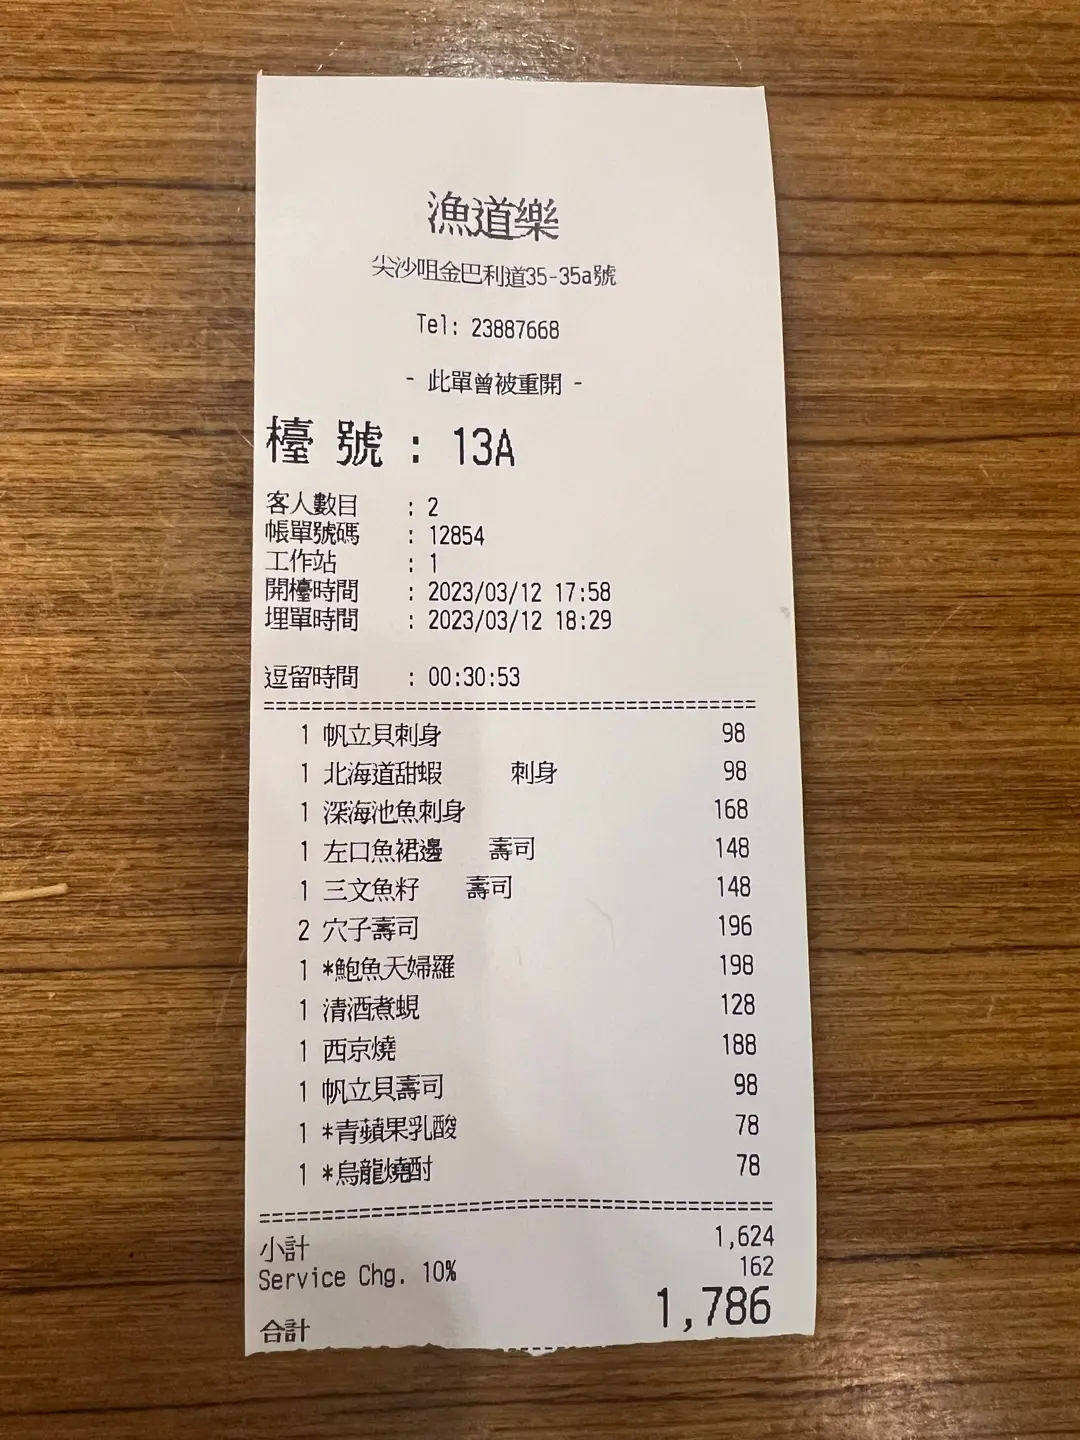 漁道樂
尖沙咀金巴利道35-35a號
Tel: 23887668
- 此單曾被重開 -
檯 號 : 13A
客人數目 : 2
帳單號碼 : 12854
工作站 : 1
開檯時間 : 2023/03/12 17:58
埋單時間 : 2023/03/12 18:29
逗留時間 : 00:30:53
1 帆立貝刺身 98
1 北海道甜蝦 刺身 98
1 深海池魚刺身 168
1 左口魚裙邊 壽司 148
1 三文魚籽 壽司 148
2 穴子壽司 196
1 *鮑魚天婦羅 198
1 清酒煮蜆 128
1 西京燒 188
1 帆立貝壽司 98
1 *青蘋果乳酸 78
1 *烏龍燒酎 78
小計 1,624
Service Chg. 10% 162
合計 1,786